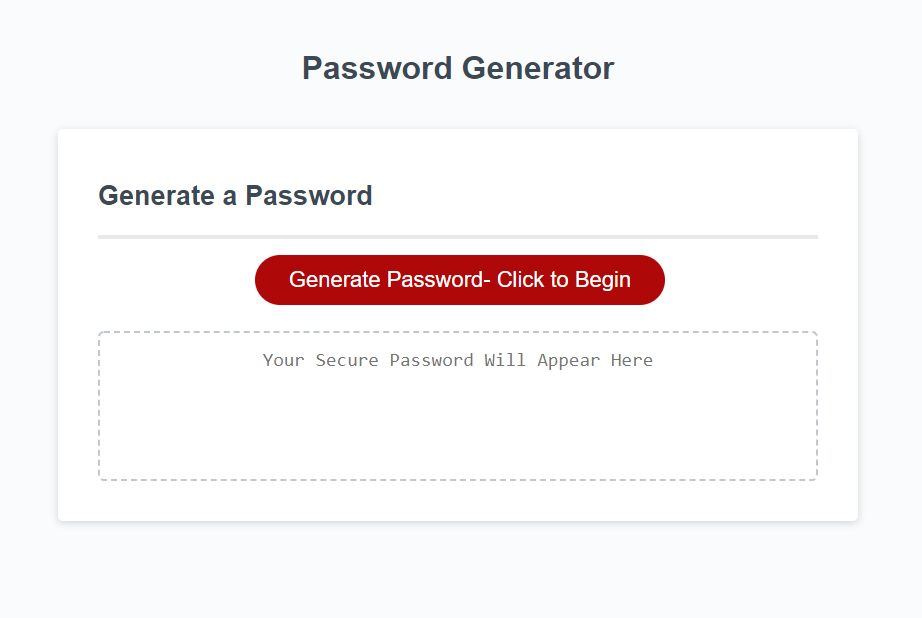 Password Generator
Generate a Password
Generate Password- Click to Begin
Your Secure Password Will Appear Here